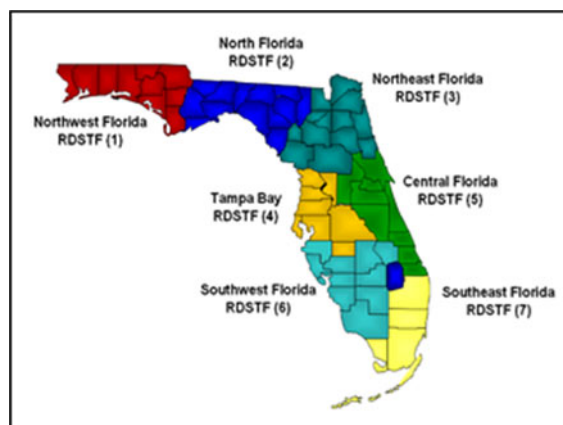 North Florida
RDSTF (2)
Northeast Florida
RDSTF (3)
Northwest Florida
RDSTF (1)
Tampa Bay
RDSTF (4)
Central Florida
RDSTF (5)
Southwest Florida
RDSTF (6)
Southeast Florida
RDSTF (7)